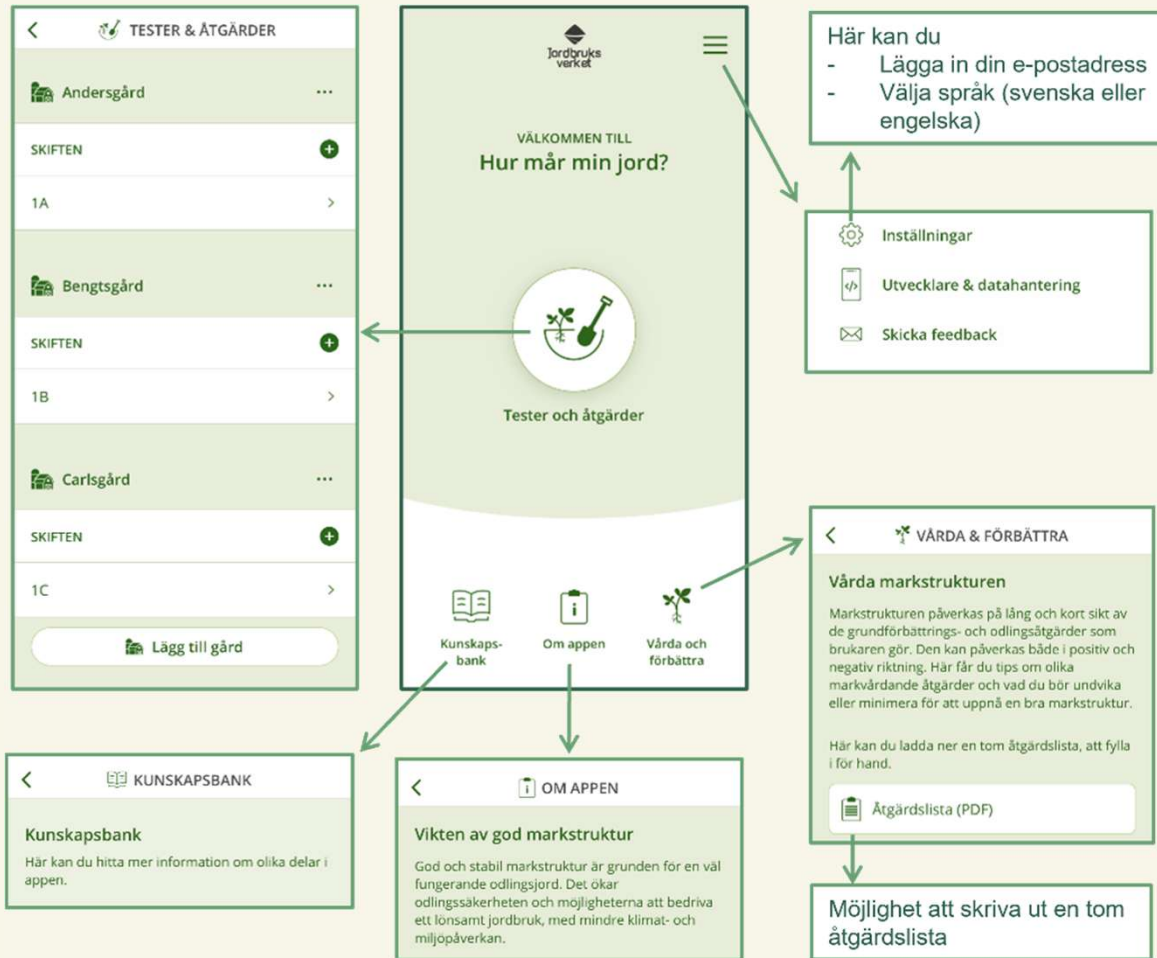 TESTER & ÅTGÄRDER
Andersgård
SKIFTEN
1A
Bengtsgård
SKIFTEN
1B
Carlsgård
SKIFTEN
1C
Lägg till gård
Jordbruks
verket
VÄLKOMMEN TILL
Hur mår min jord?
Tester och åtgärder
Kunskaps-
bank
Om appen
Vårda och
förbättra
Här kan du
- Lägga in din e-postadress
- Välja språk (svenska eller
engelska)
Inställningar
Utvecklare & datahantering
Skicka feedback
VÅRDA & FÖRBÄTTRA
Vårda markstrukturen
Markstrukturen påverkas på lång och kort sikt av
de grundförbättrings- och odlingsåtgärder som
brukaren gör. Den kan påverkas både i positiv och
negativ riktning. Här får du tips om olika
markvårdande åtgärder och vad du bör undvika
eller minimera för att uppnå en bra markstruktur.
Här kan du ladda ner en tom åtgärdslista, att fylla
i för hand.
Åtgärdslista (PDF)
Möjlighet att skriva ut en tom
åtgärdslista
KUNSKAPSBANK
Kunskapsbank
Här kan du hitta mer information om olika delar i
appen.
OM APPEN
Vikten av god markstruktur
God och stabil markstruktur är grunden för en väl
fungerande odlingsjord. Det ökar
odlingssäkerheten och möjligheterna att bedriva
ett lönsamt jordbruk, med mindre klimat- och
miljöpåverkan.